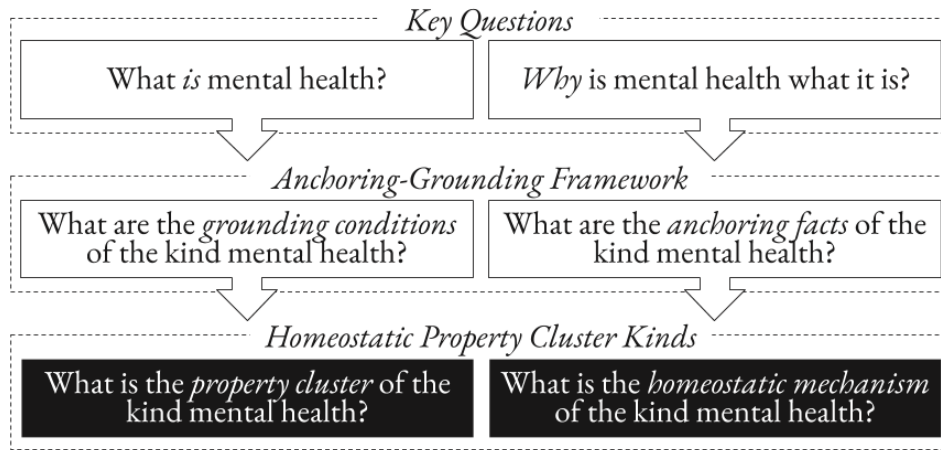 Key Questions
What is mental health?
Why is mental health what it is?
Anchoring-Grounding Framework
What are the grounding conditions
of the kind mental health?
What are the anchoring facts of the
kind mental health?
Homeostatic Property Cluster Kinds
What is the property cluster of the
kind mental health?
What is the homeostatic mechanism
of the kind mental health?